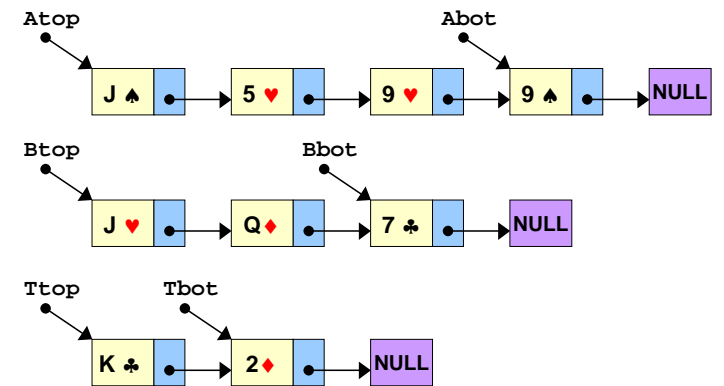 Atop Abot
J ♠ 5 ♥ 9 ♥ 9 ♠ NULL
Btop Bbot
J ♥ Q♦ 7 ♣ NULL
Ttop Tbot
K ♣ 2♦ NULL